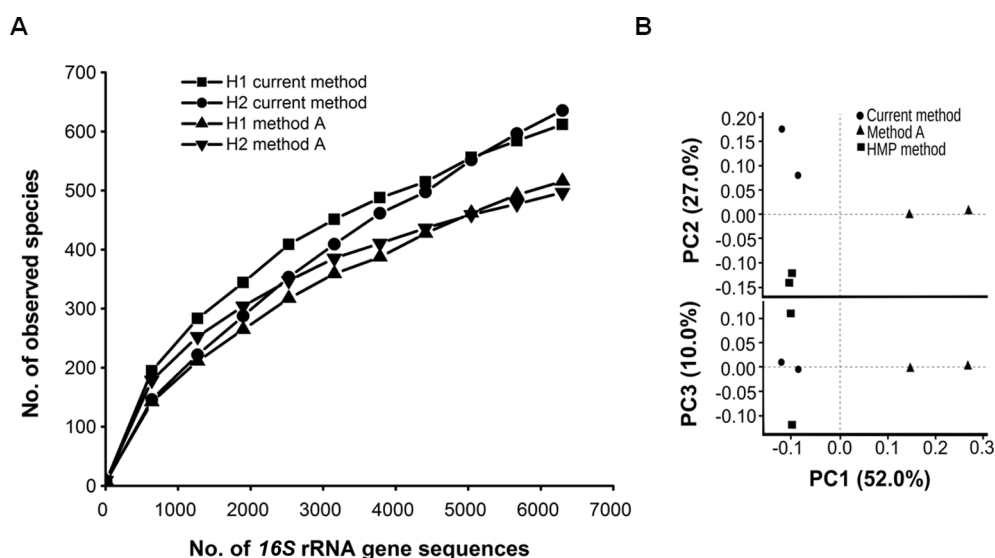 A
700
600
500
400
300
200
100
0
No. of observed species
H1 current method
H2 current method
H1 method A
H2 method A
0 1000 2000 3000 4000 5000 6000 7000
No. of 16S rRNA gene sequences
B
Current method
Method A
HMP method
0.20
0.15
0.10
0.05
0.00
-0.05
-0.10
-0.15
PC2 (27.0%)
0.10
0.05
0.00
-0.05
-0.10
PC3 (10.0%)
-0.1 0.0 0.1 0.2 0.3
PC1 (52.0%)